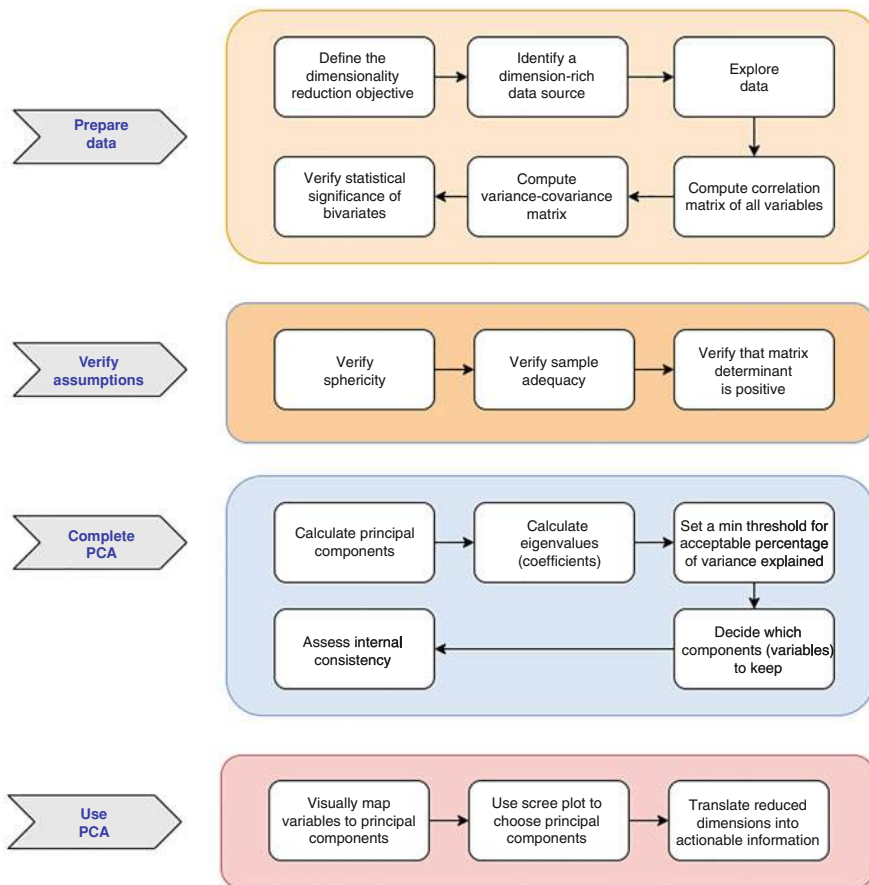 Prepare
data
Define the
dimensionality
reduction objective
Identify a
dimension-rich
data source
Explore
data
Compute correlation
matrix of all variables
Compute
variance-covariance
matrix
Verify statistical
significance of
bivariates
Verify
assumptions
Verify
sphericity
Verify sample
adequacy
Verify that matrix
determinant
is positive
Complete
PCA
Calculate principal
components
Calculate
eigenvalues
(coefficients)
Set a min threshold for
acceptable percentage
of variance explained
Decide which
components (variables)
to keep
Assess internal
consistency
Use
PCA
Visually map
variables to principal
components
Use scree plot to
choose principal
components
Translate reduced
dimensions into
actionable information